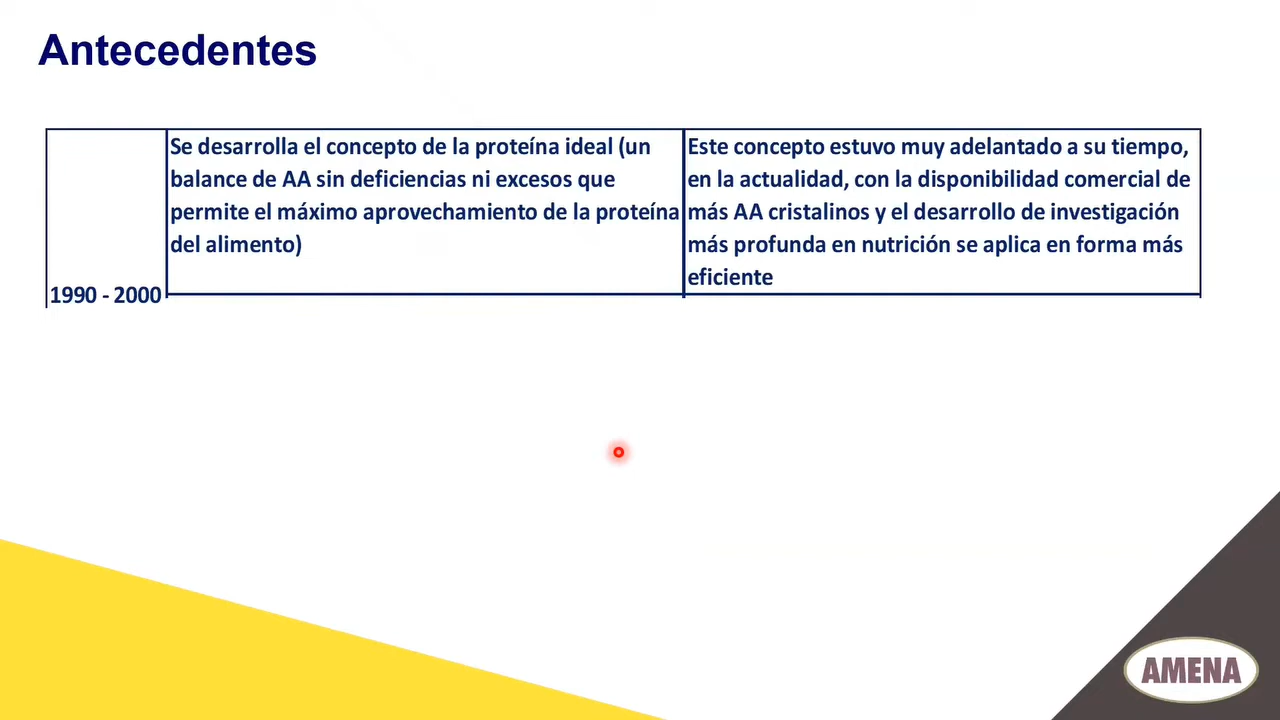 Antecedentes
1990 - 2000
Se desarrolla el concepto de la proteína ideal (un
balance de AA sin deficiencias ni excesos que
permite el máximo aprovechamiento de la proteína
del alimento)
Este concepto estuvo muy adelantado a su tiempo,
en la actualidad, con la disponibilidad comercial de
más AA cristalinos y el desarrollo de investigación
más profunda en nutrición se aplica en forma más
eficiente
AMENA